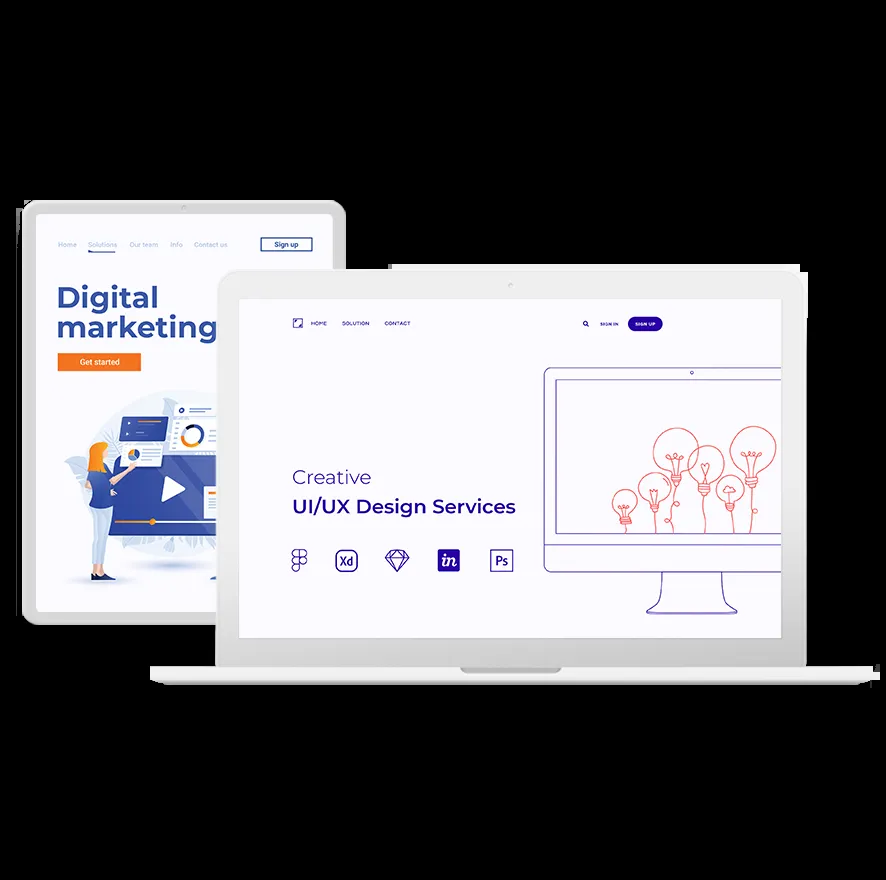 Home Solutions Our team Info Contact us Sign up
Digital
marketing
Get started
HOME SOLUTION CONTACT SIGN IN SIGN UP
Creative
UI/UX Design Services
Xd in Ps